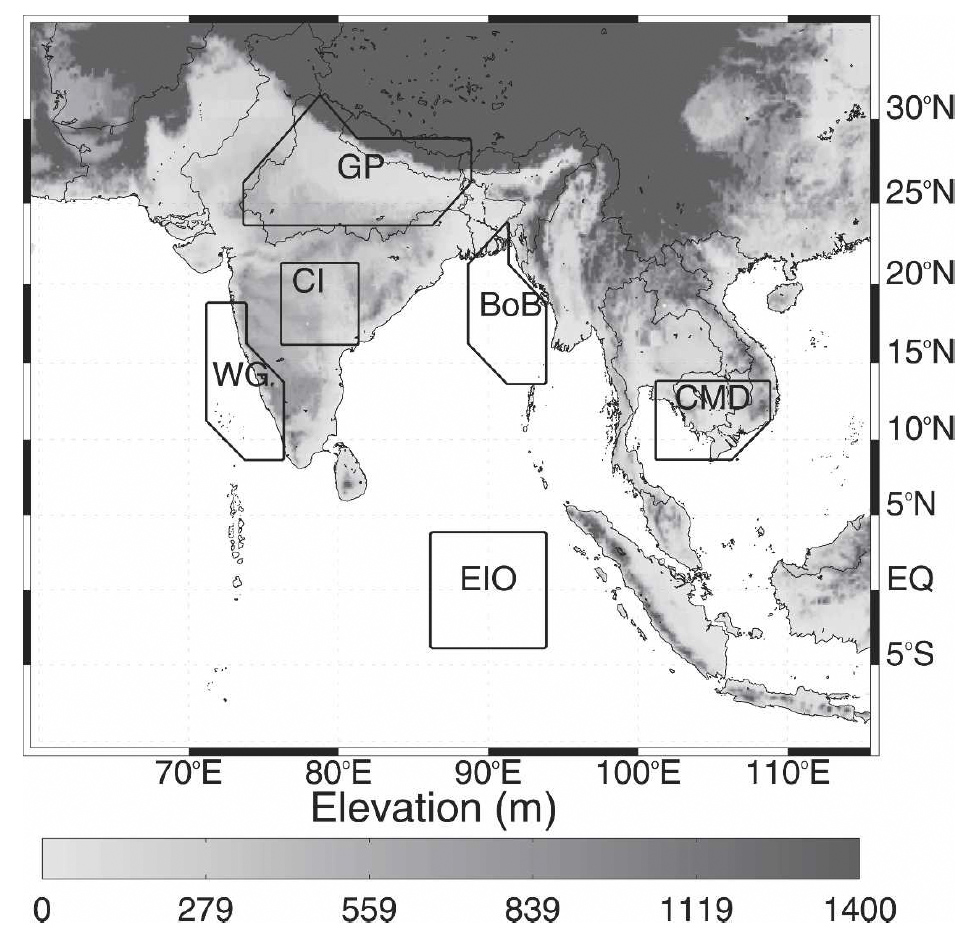 30°N
GP
25°N
CI
20°N
BoB
15°N
WG.
CMD
10°N
5°N
EIO
EQ
5°S
70°E 80°E 90°E 100°E 110°E
Elevation (m)
0 279 559 839 1119 1400